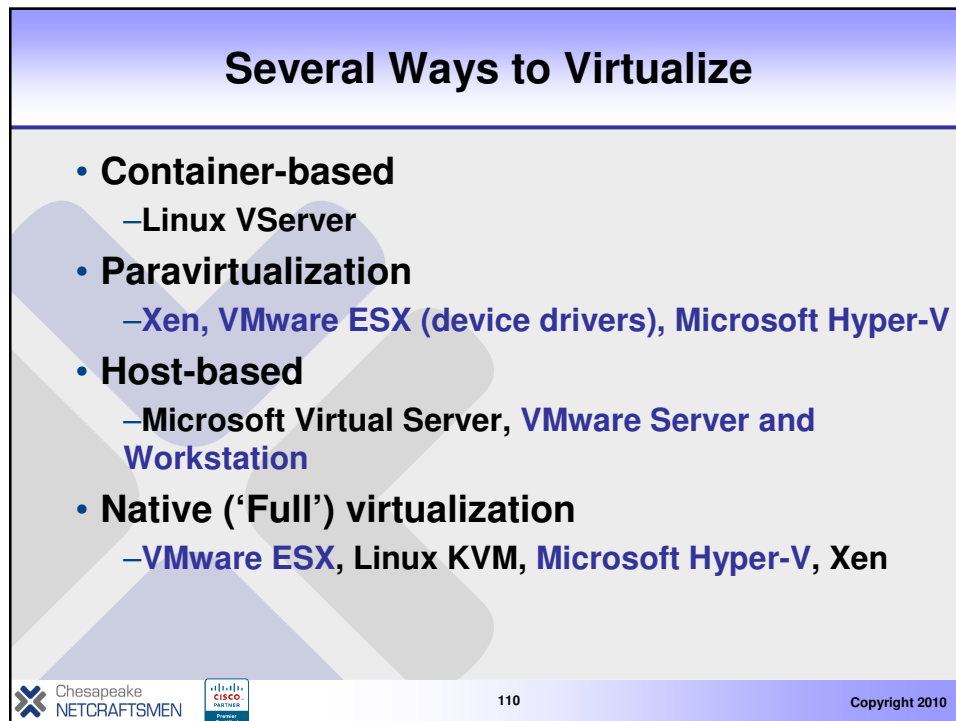 Several Ways to Virtualize
• Container-based
–Linux VServer
• Paravirtualization
–Xen, VMware ESX (device drivers), Microsoft Hyper-V
• Host-based
–Microsoft Virtual Server, VMware Server and
Workstation
• Native (‘Full’) virtualization
–VMware ESX, Linux KVM, Microsoft Hyper-V, Xen
Chesapeake
NETCRAFTSMEN
CISCO
PARTNER
Premier
110
Copyright 2010